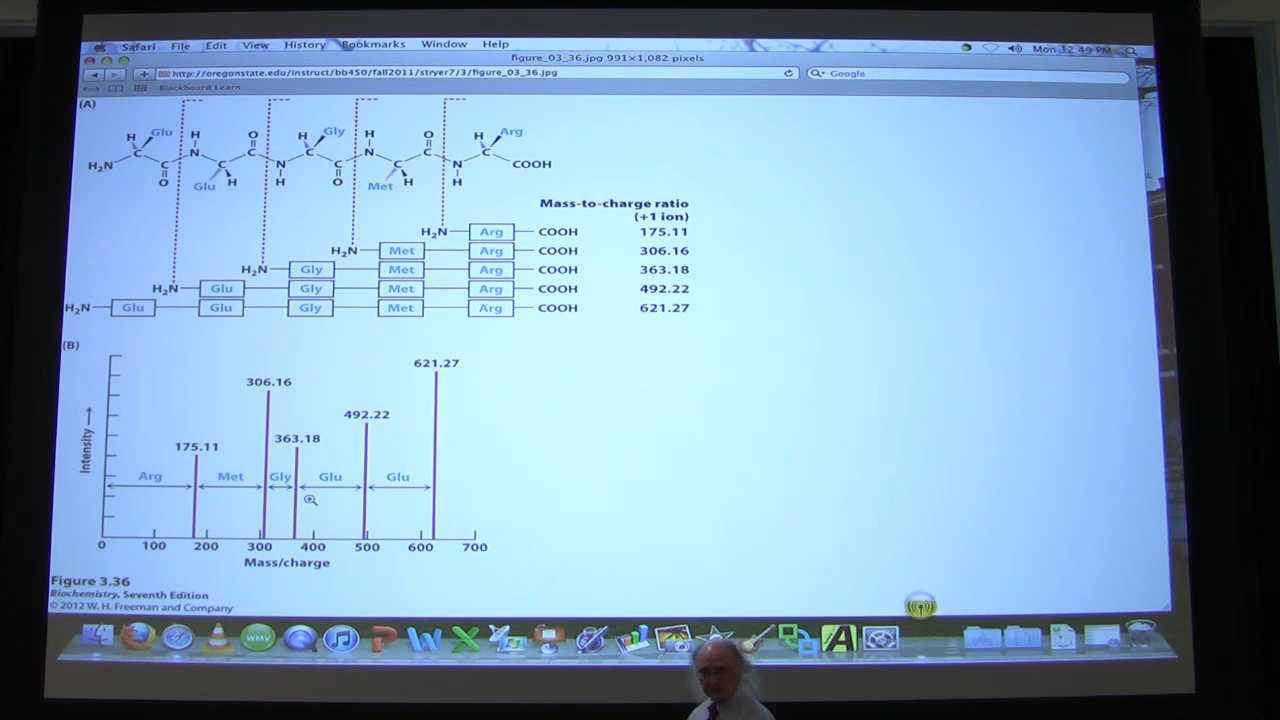 Safari File Edit View History Bookmarks Window Help Mon 12:49 PM
figure_03_36.jpg 991×1,082 pixels
http://oregonstate.edu/instruct/bb450/fall2011/stryer7/3/figure_03_36.jpg Google
Blackboard Learn
(A)
H Glu H O H Gly H O H Arg
N C N C
H₂N C C N C C N COOH
O Glu H H O Met H H
Mass-to-charge ratio
(+1 ion)
H₂N Arg COOH 175.11
H₂N Met Arg COOH 306.16
H₂N Gly Met Arg COOH 363.18
H₂N Glu Gly Met Arg COOH 492.22
H₂N Glu Glu Gly Met Arg COOH 621.27
(B)
621.27
306.16
492.22
363.18
175.11
Intensity
Arg Met Gly Glu Glu
0 100 200 300 400 500 600 700
Mass/charge
Figure 3.36
Biochemistry, Seventh Edition
© 2012 W. H. Freeman and Company
WMV